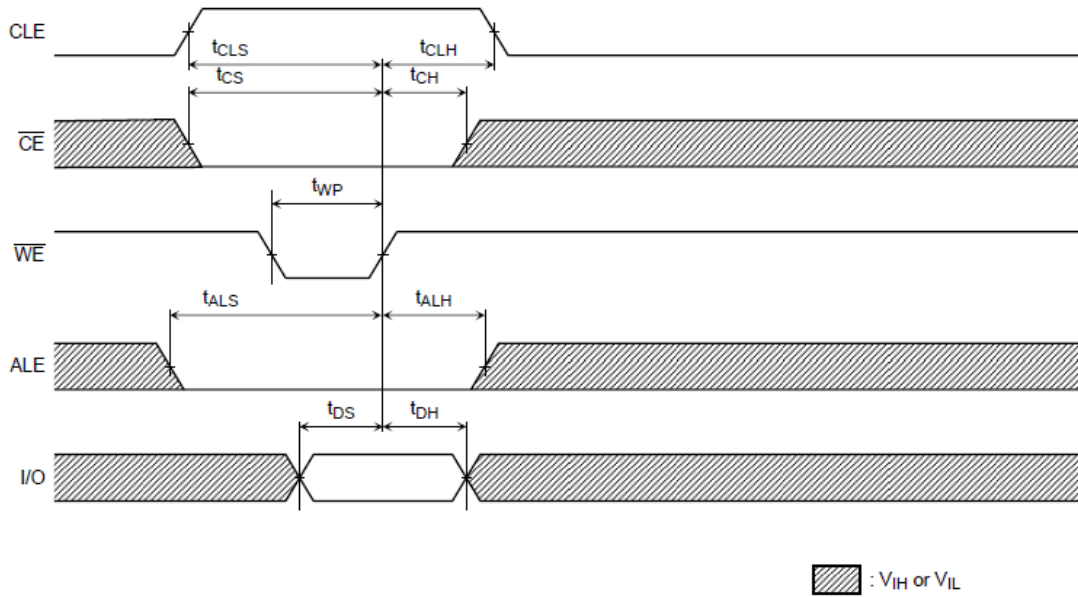 CLE
tCLS
tCLH
tCS
tCH
CE
tWP
WE
tALS
tALH
ALE
tDS
tDH
I/O
: VIH or VIL